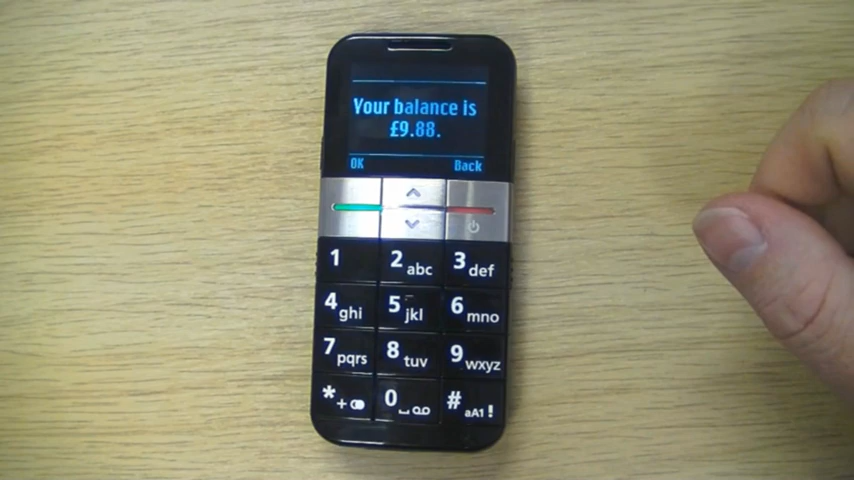 Your balance is
£9.88.
OK Back
1 2 abc 3 def
4 ghi 5 jkl 6 mno
7 pqrs 8 tuv 9 wxyz
* + 0 # aA1 !